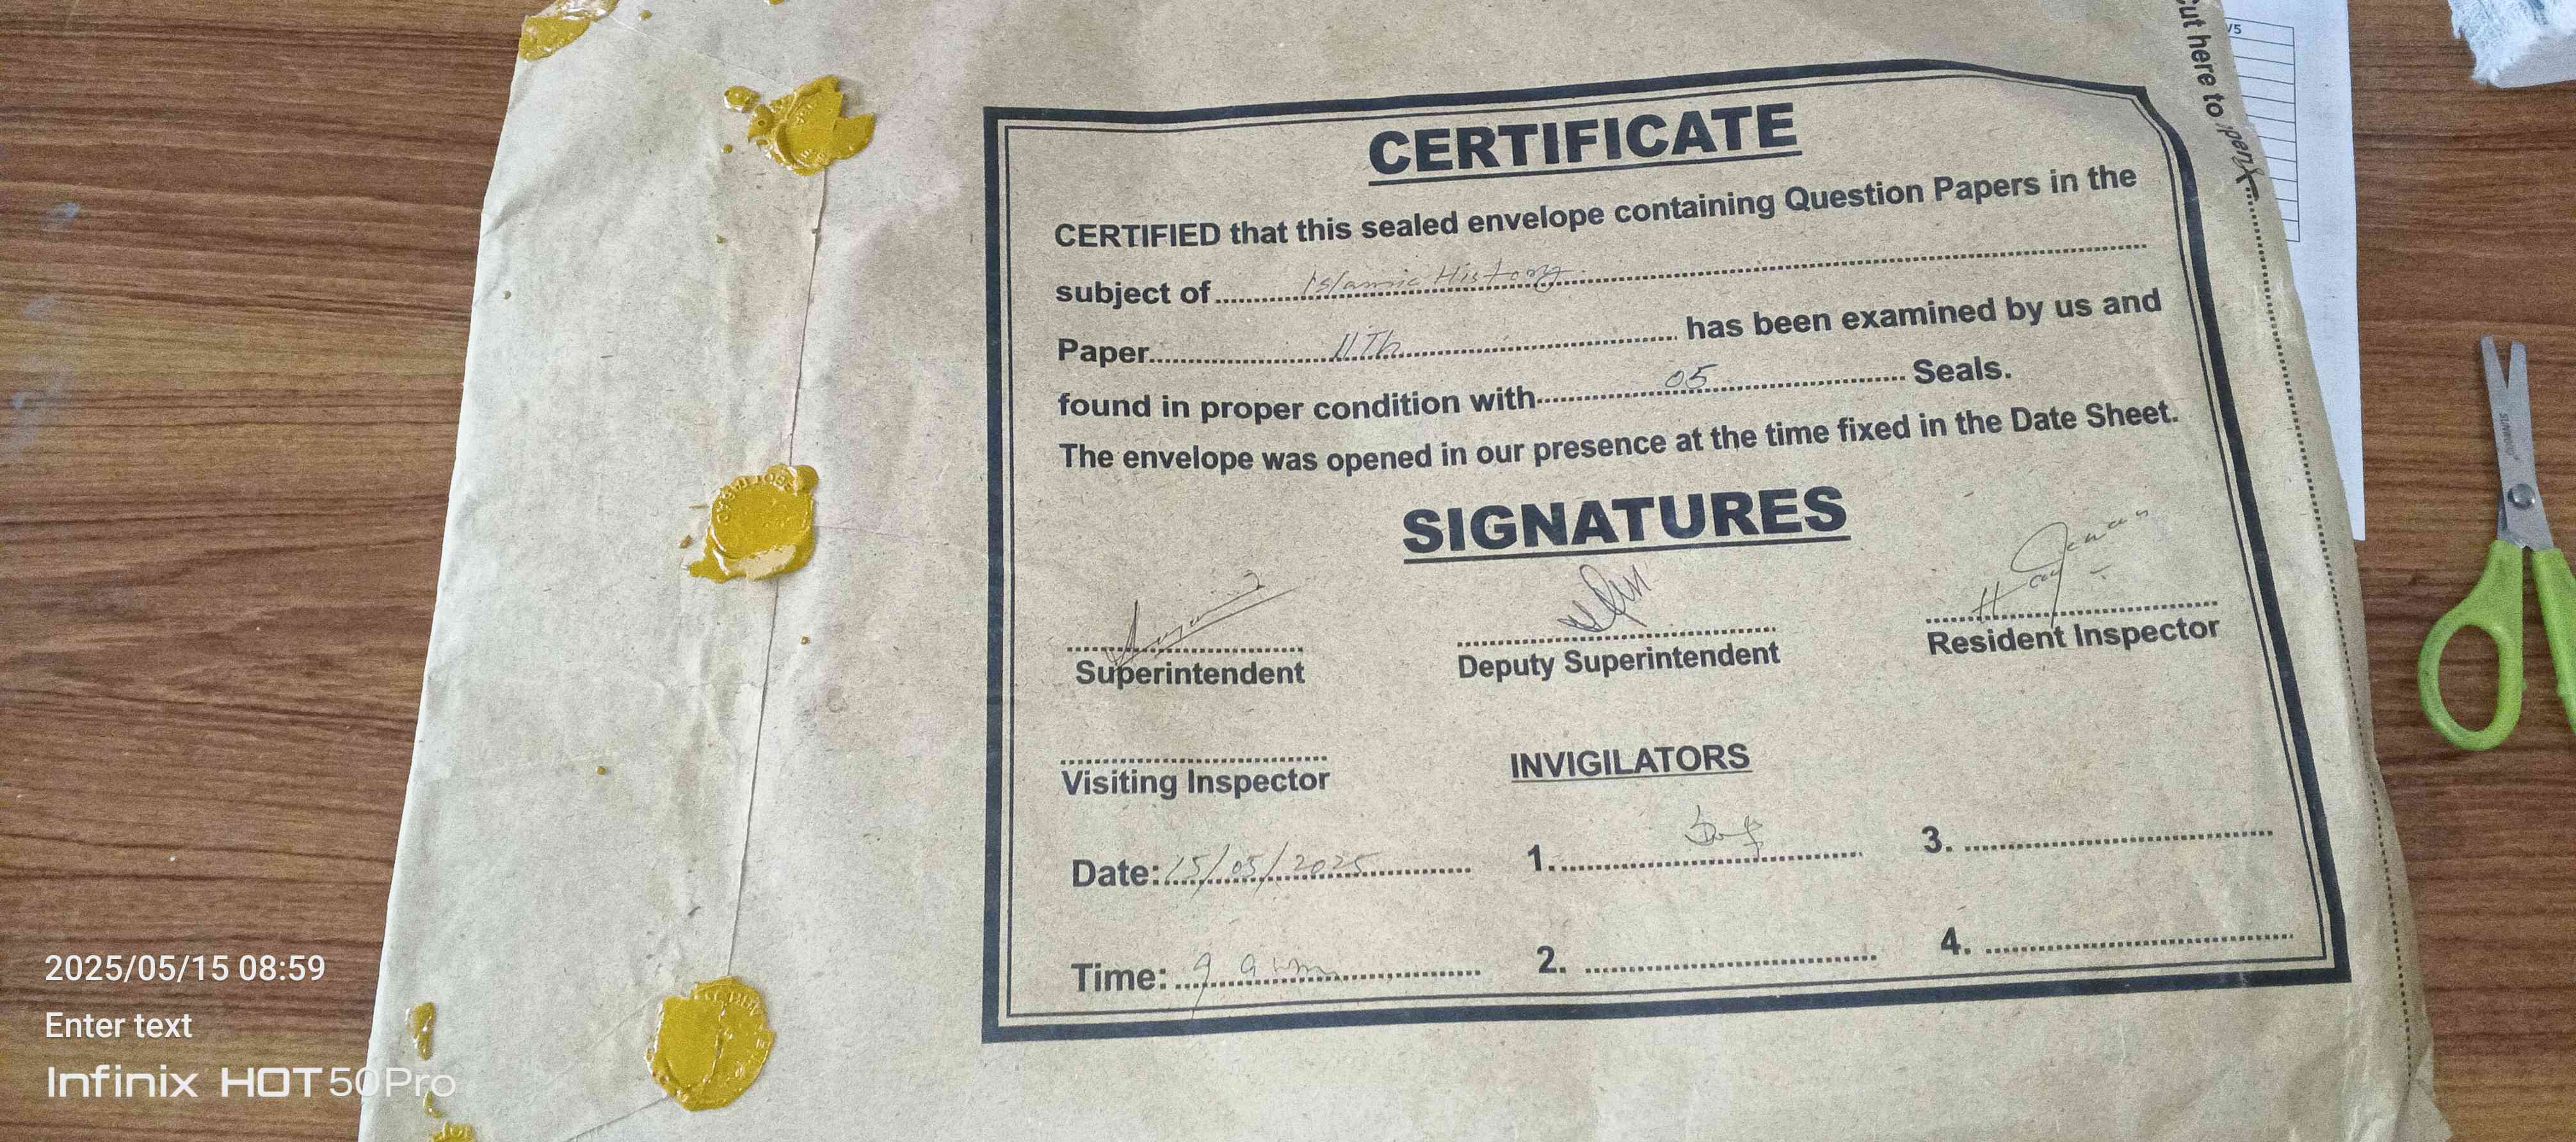 Cut here to open
CERTIFICATE
CERTIFIED that this sealed envelope containing Question Papers in the
subject of Islamic History
Paper 11Th has been examined by us and
found in proper condition with 05 Seals.
The envelope was opened in our presence at the time fixed in the Date Sheet.
SIGNATURES
Superintendent
Deputy Superintendent
Resident Inspector
Visiting Inspector
INVIGILATORS
Date: 15/05/2025
1.
3.
Time: 9 a.m
2.
4.
2025/05/15 08:59
Enter text
Infinix HOT 50 Pro